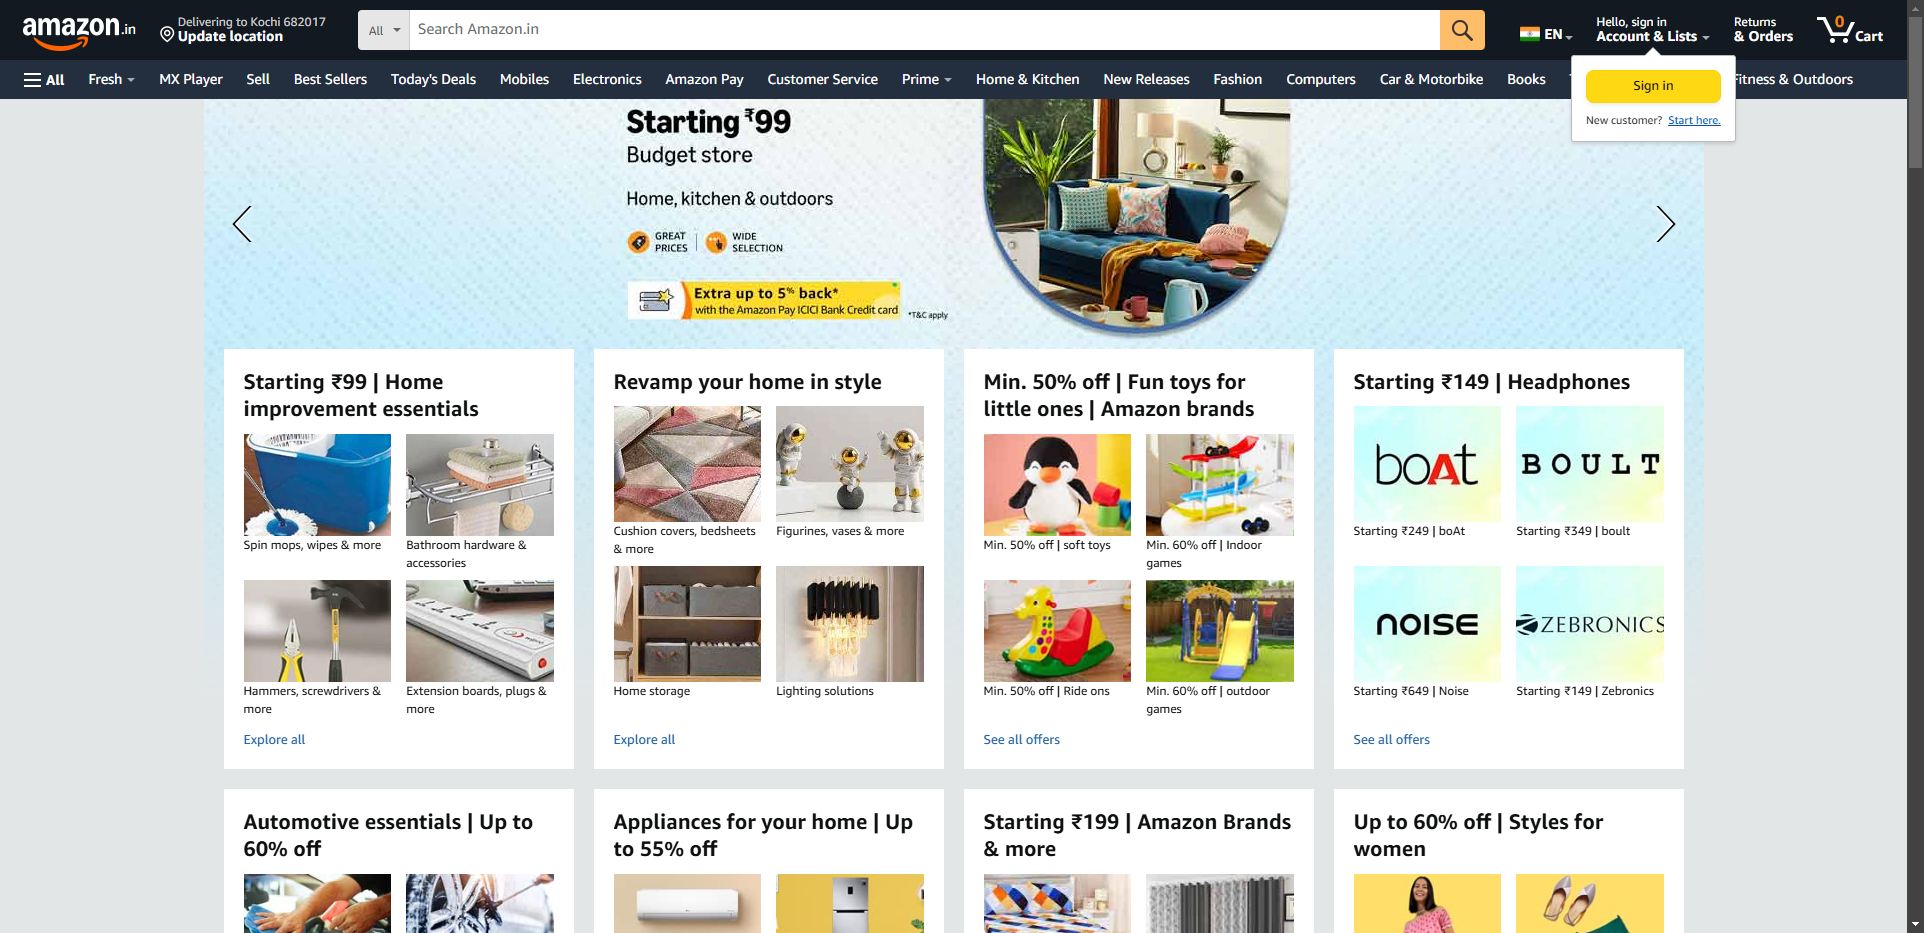 amazon.in
Delivering to Kochi 682017
Update location
All
Search Amazon.in
EN
Hello, sign in
Account & Lists
Returns
& Orders
0
Cart
All
Fresh
MX Player
Sell
Best Sellers
Today's Deals
Mobiles
Electronics
Amazon Pay
Customer Service
Prime
Home & Kitchen
New Releases
Fashion
Computers
Car & Motorbike
Books
Fitness & Outdoors
Sign in
New customer? Start here.
Starting ₹99
Budget store
Home, kitchen & outdoors
GREAT
PRICES
WIDE
SELECTION
Extra up to 5% back*
with the Amazon Pay ICICI Bank Credit card
*T&C apply
Starting ₹99 | Home
improvement essentials
Spin mops, wipes & more
Bathroom hardware &
accessories
Hammers, screwdrivers &
more
Extension boards, plugs &
more
Explore all
Revamp your home in style
Cushion covers, bedsheets
& more
Figurines, vases & more
Home storage
Lighting solutions
Explore all
Min. 50% off | Fun toys for
little ones | Amazon brands
Min. 50% off | soft toys
Min. 60% off | Indoor
games
Min. 50% off | Ride ons
Min. 60% off | outdoor
games
See all offers
Starting ₹149 | Headphones
boAt
BOULT
Starting ₹249 | boAt
Starting ₹349 | boult
noise
ZEBRONICS
Starting ₹649 | Noise
Starting ₹149 | Zebronics
See all offers
Automotive essentials | Up to
60% off
Appliances for your home | Up
to 55% off
Starting ₹199 | Amazon Brands
& more
Up to 60% off | Styles for
women